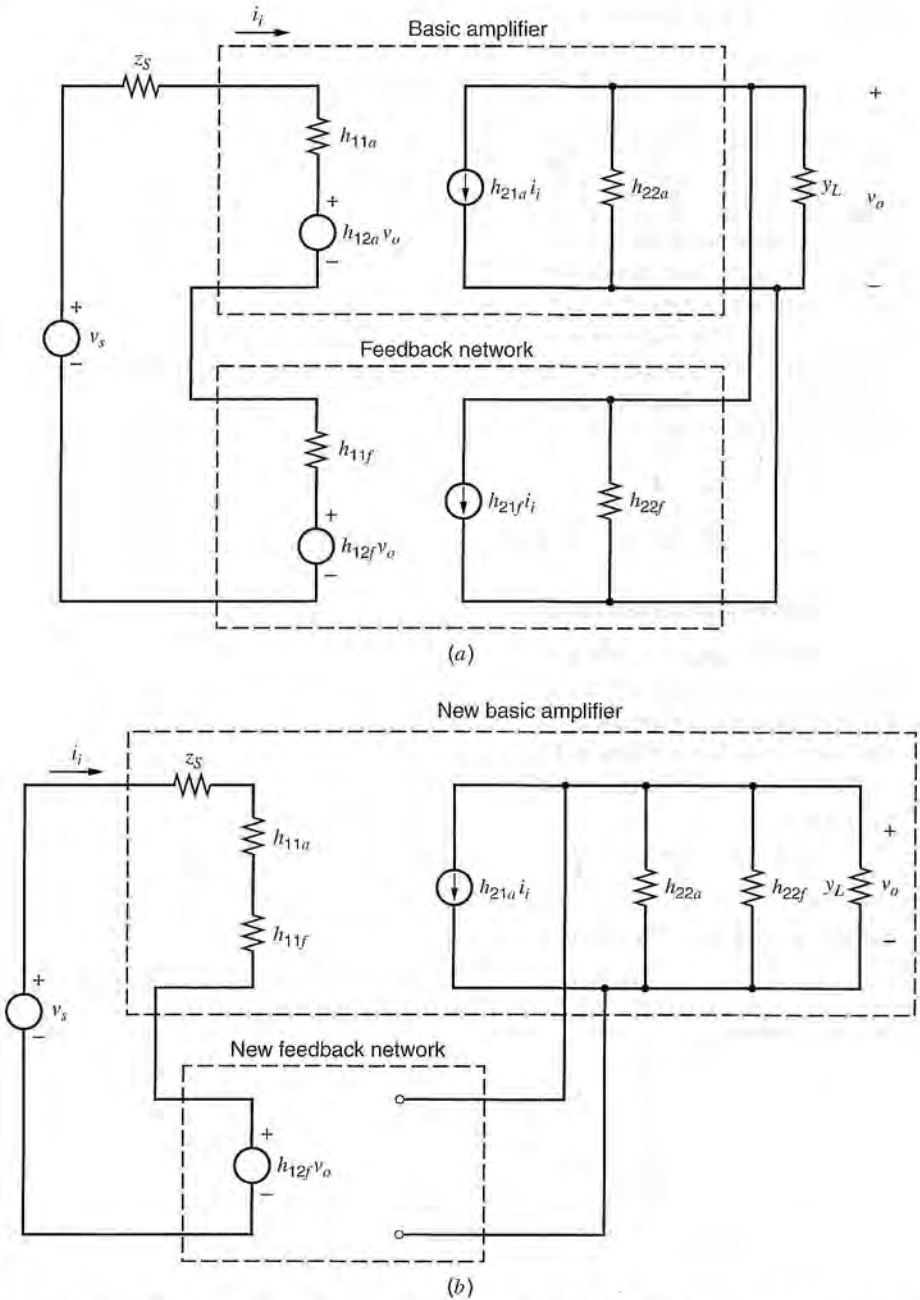 i_i
Basic amplifier
z_S
h_11a
+
h_12a v_o
−
h_21a i_i
h_22a
y_L
+
v_o
−
+
v_s
−
Feedback network
h_11f
+
h_12f v_o
−
h_21f i_i
h_22f
(a)
New basic amplifier
i_i
z_S
h_11a
h_11f
h_21a i_i
h_22a
h_22f
y_L
+
v_o
−
+
v_s
−
New feedback network
+
h_12f v_o
−
(b)